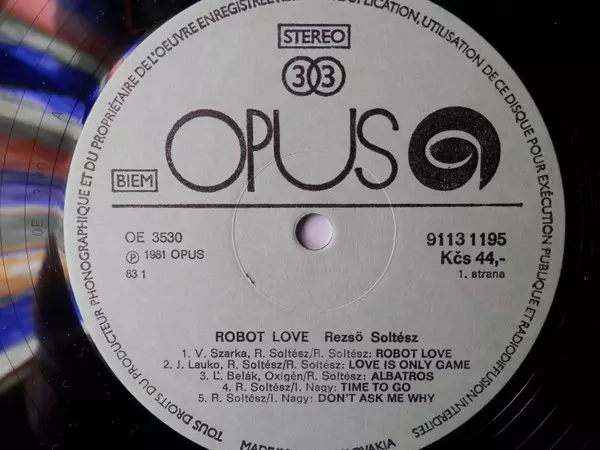 TOUS DROITS DU PRODUCTEUR PHONOGRAPHIQUE ET DU PROPRIÉTAIRE DE L'OEUVRE ENREGISTRÉE RÉSERVÉS. DUPLICATION, UTILISATION DE CE DISQUE POUR EXÉCUTION PUBLIQUE ET RADIODIFFUSION INTERDITES
STEREO
33
OPUS
BIEM
OE 3530
9113 1195
Ⓟ 1981 OPUS
Kčs 44,-
83 1
1. strana
ROBOT LOVE Rezsö Soltész
1. V. Szarka, R. Soltész/R. Soltész: ROBOT LOVE
2. J. Lauko, R. Soltész/R. Soltész: LOVE IS ONLY GAME
3. Ľ. Belák, Oxigén/R. Soltész: ALBATROS
4. R. Soltész/I. Nagy: TIME TO GO
5. R. Soltész/I. Nagy: DON'T ASK ME WHY
MADE